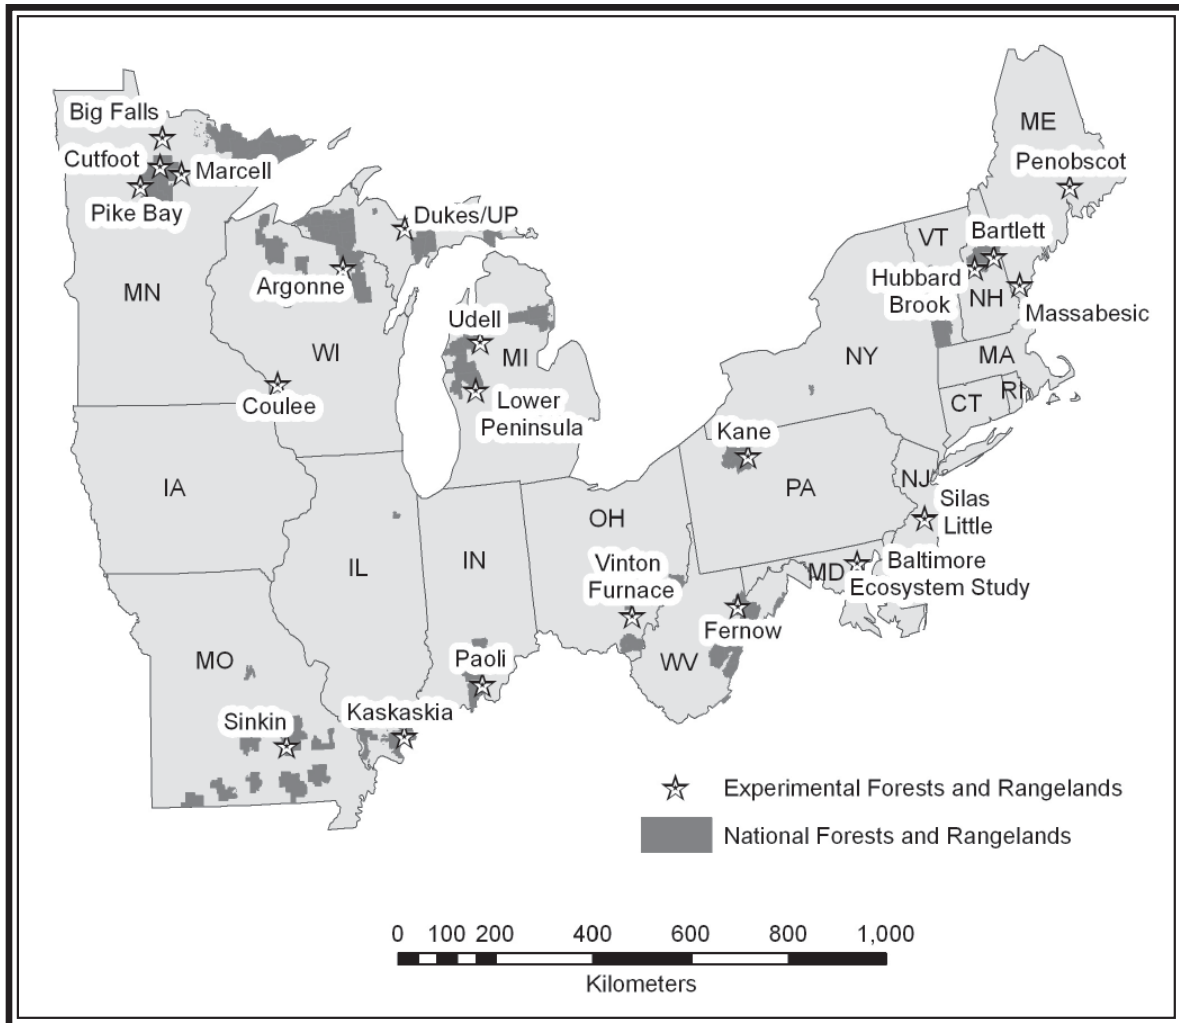 Big Falls
Cutfoot
Marcell
Pike Bay
MN
Dukes/UP
Argonne
WI
Coulee
Udell
MI
Lower
Peninsula
ME
Penobscot
VT
Bartlett
Hubbard
Brook
NH
Massabesic
NY
MA
CT
RI
Kane
PA
NJ
Silas
Little
IA
IL
IN
OH
Vinton
Furnace
MD
Baltimore
Ecosystem Study
Fernow
WV
MO
Paoli
Sinkin
Kaskaskia
Experimental Forests and Rangelands
National Forests and Rangelands
0 100 200 400 600 800 1,000
Kilometers